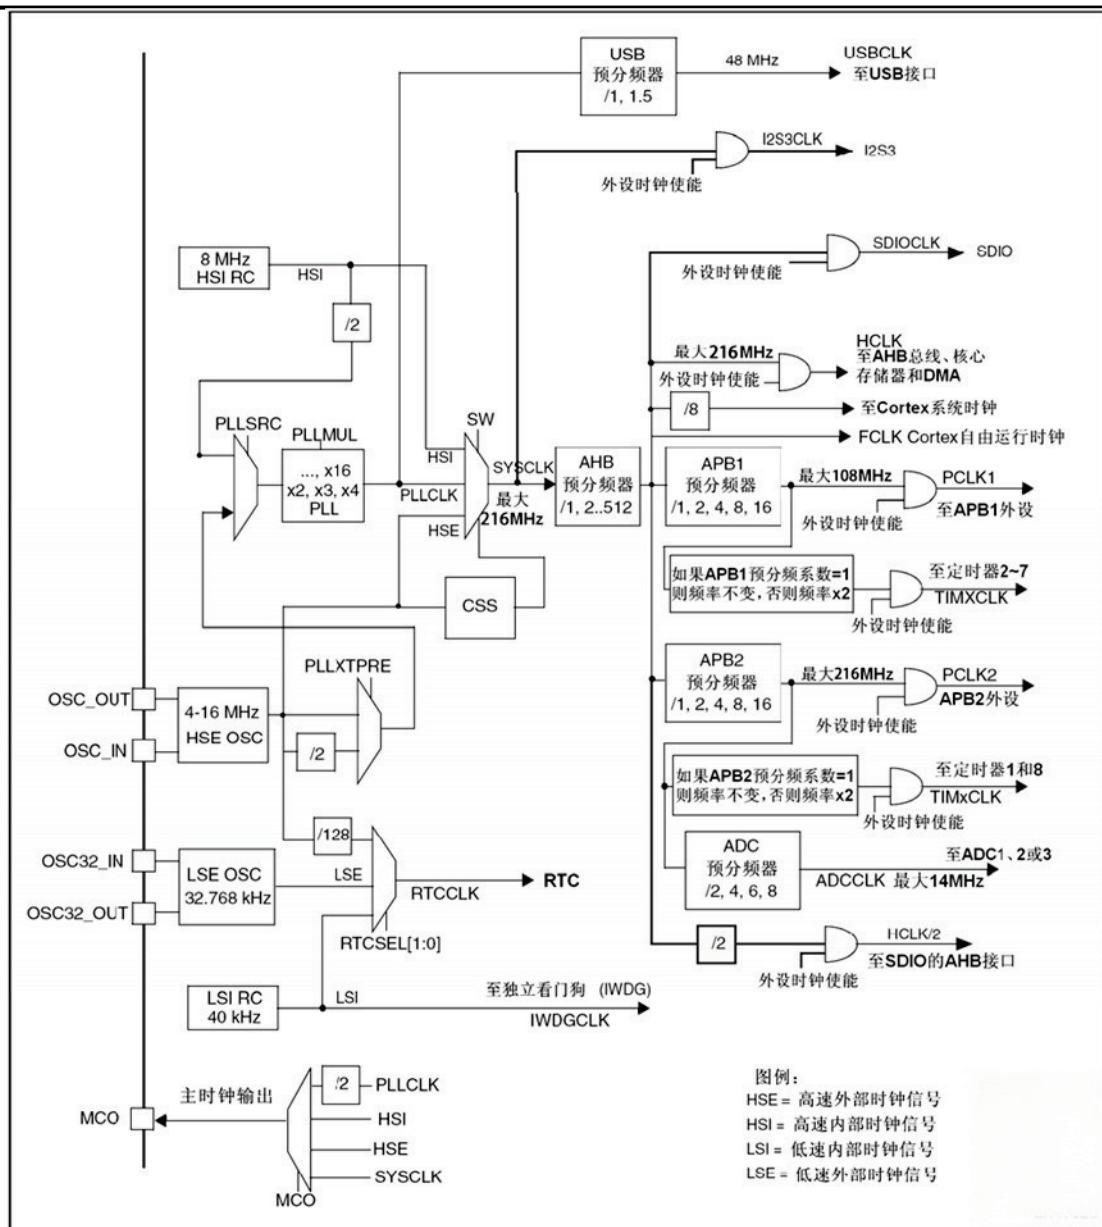 USB
预分频器
/1, 1.5
48 MHz
USBCLK
至USB接口
I2S3CLK
I2S3
外设时钟使能
8 MHz
HSI RC
HSI
/2
SDIOCLK
SDIO
外设时钟使能
最大216MHz
HCLK
至AHB总线、核心
存储器和DMA
外设时钟使能
/8
至Cortex系统时钟
FCLK Cortex自由运行时钟
PLLSRC
PLLMUL
..., x16
x2, x3, x4
PLL
SW
HSI
PLLCLK
HSE
SYSCLK
最大
216MHz
AHB
预分频器
/1, 2..512
APB1
预分频器
/1, 2, 4, 8, 16
最大108MHz
PCLK1
至APB1外设
外设时钟使能
如果APB1预分频系数=1
则频率不变,否则频率x2
至定时器2~7
TIMXCLK
外设时钟使能
CSS
PLLXTPRE
OSC_OUT
4-16 MHz
HSE OSC
OSC_IN
/2
APB2
预分频器
/1, 2, 4, 8, 16
最大216MHz
PCLK2
APB2外设
外设时钟使能
如果APB2预分频系数=1
则频率不变,否则频率x2
至定时器1和8
TIMxCLK
外设时钟使能
/128
OSC32_IN
LSE OSC
32.768 kHz
OSC32_OUT
LSE
RTCCLK
RTC
RTCSEL[1:0]
ADC
预分频器
/2, 4, 6, 8
至ADC1、2或3
ADCCLK 最大14MHz
/2
HCLK/2
至SDIO的AHB接口
外设时钟使能
LSI RC
40 kHz
LSI
至独立看门狗 (IWDG)
IWDGCLK
MCO
主时钟输出
/2
PLLCLK
HSI
HSE
SYSCLK
MCO
图例：
HSE = 高速外部时钟信号
HSI = 高速内部时钟信号
LSI = 低速内部时钟信号
LSE = 低速外部时钟信号